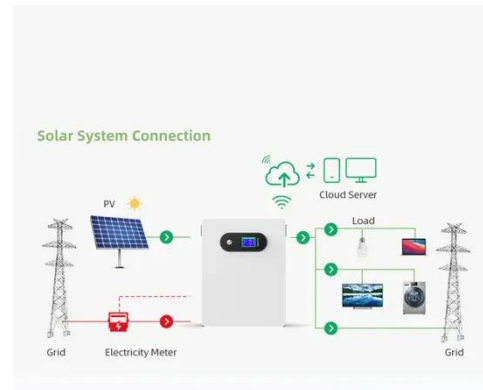 Solar System Connection
Cloud Server
PV
Load
Grid
Electricity Meter
Grid